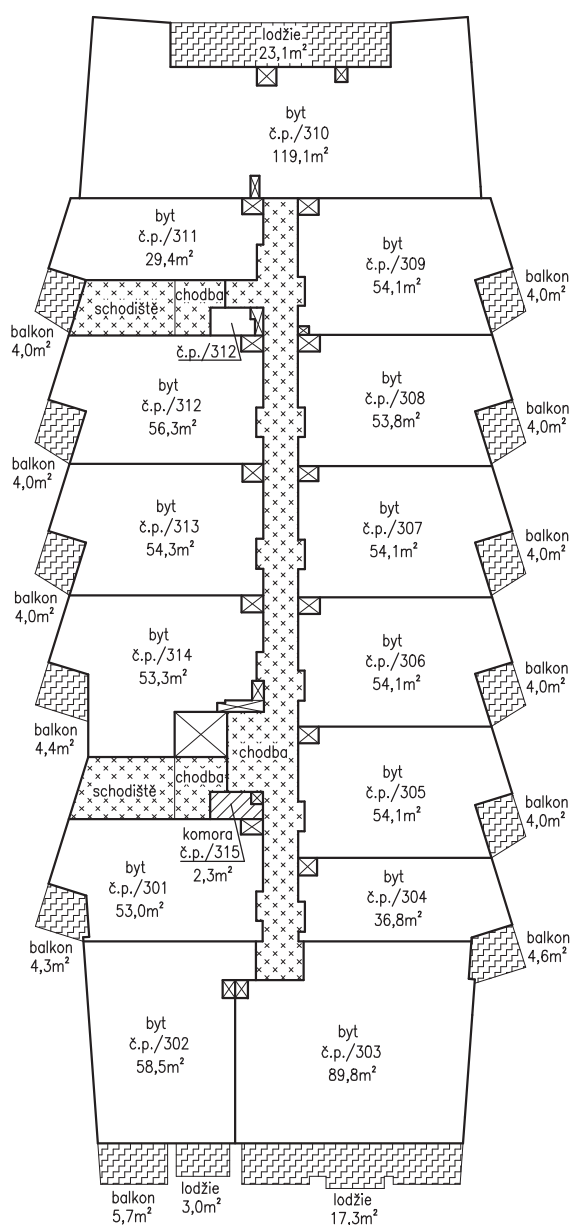 lodžie
23,1m²
byt
č.p./310
119,1m²
byt
č.p./311
29,4m²
byt
č.p./309
54,1m²
balkon
4,0m²
schodiště
chodba
balkon
4,0m²
č.p./312
byt
č.p./312
56,3m²
byt
č.p./308
53,8m²
balkon
4,0m²
balkon
4,0m²
byt
č.p./313
54,3m²
byt
č.p./307
54,1m²
balkon
4,0m²
balkon
4,0m²
byt
č.p./314
53,3m²
byt
č.p./306
54,1m²
balkon
4,0m²
balkon
4,4m²
chodba
schodiště
chodba
byt
č.p./305
54,1m²
balkon
4,0m²
komora
č.p./315
2,3m²
byt
č.p./301
53,0m²
byt
č.p./304
36,8m²
balkon
4,3m²
balkon
4,6m²
byt
č.p./302
58,5m²
byt
č.p./303
89,8m²
balkon
5,7m²
lodžie
3,0m²
lodžie
17,3m²